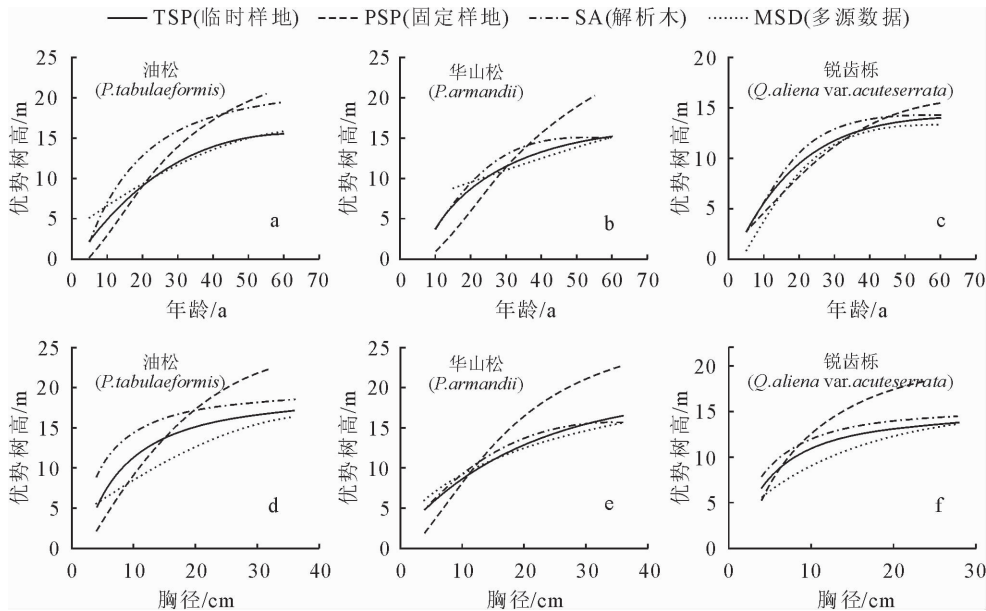 TSP(临时样地) PSP(固定样地) SA(解析木) MSD(多源数据)
油松
(P.tabulaeformis)
优势树高/m
25
20
15
10
5
0
a
0 10 20 30 40 50 60 70
年龄/a
华山松
(P.armandii)
优势树高/m
25
20
15
10
5
0
b
0 10 20 30 40 50 60 70
年龄/a
锐齿栎
(Q.aliena var.acuteserrata)
优势树高/m
20
15
10
5
0
c
0 10 20 30 40 50 60 70
年龄/a
油松
(P.tabulaeformis)
优势树高/m
25
20
15
10
5
0
d
0 10 20 30 40
胸径/cm
华山松
(P.armandii)
优势树高/m
25
20
15
10
5
0
e
0 10 20 30 40
胸径/cm
锐齿栎
(Q.aliena var.acuteserrata)
优势树高/m
20
15
10
5
0
f
0 10 20 30
胸径/cm